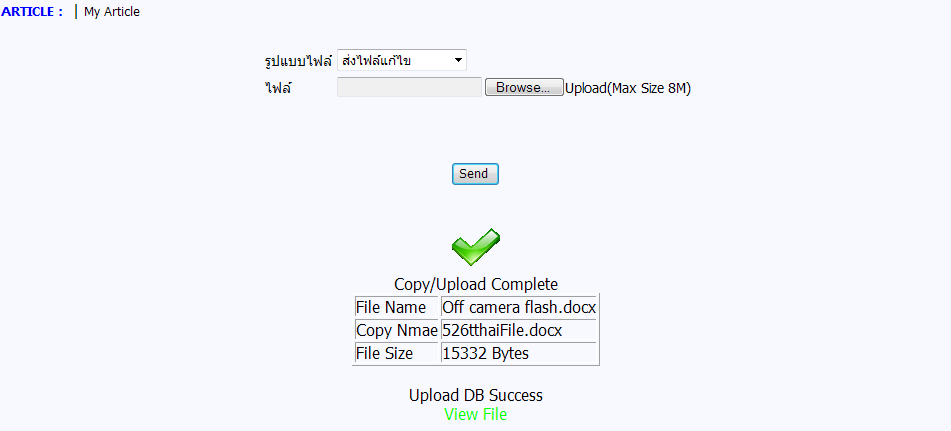 ARTICLE : | My Article
รูปแบบไฟล์ ส่งไฟล์แก้ไข
ไฟล์ Browse... Upload(Max Size 8M)
Send
Copy/Upload Complete
File Name Off camera flash.docx
Copy Nmae 526tthaiFile.docx
File Size 15332 Bytes
Upload DB Success
View File